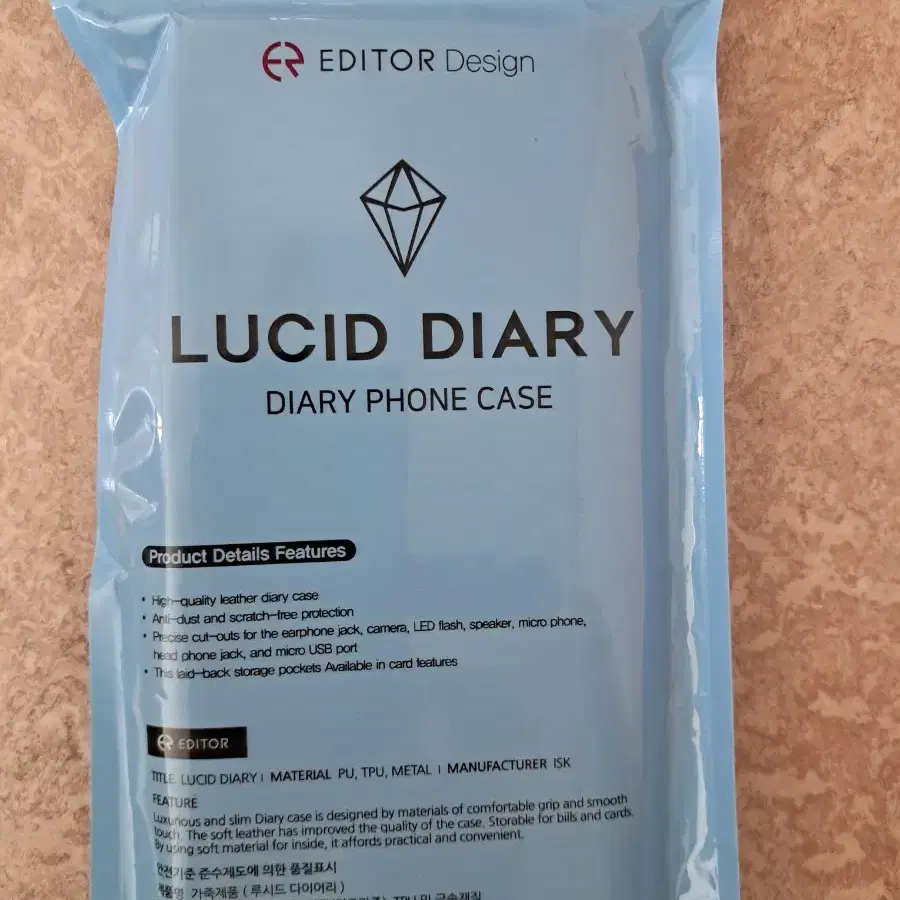 EDITOR Design
LUCID DIARY
DIARY PHONE CASE
Product Details Features
• High-quality leather diary case
• Anti-dust and scratch-free protection
• Precise cut-outs for the earphone jack, camera, LED flash, speaker, micro phone,
head phone jack, and micro USB port
• This laid-back storage pockets Available in card features
EDITOR
TITLE LUCID DIARY | MATERIAL PU, TPU, METAL | MANUFACTURER ISK
FEATURE
Luxurious and slim Diary case is designed by materials of comfortable grip and smooth
touch. The soft leather has improved the quality of the case. Storable for bills and cards.
By using soft material for inside, it affords practical and convenient.
안전기준 준수제도에 의한 품질표시
제품명 가죽제품 ( 루시드 다이어리 )